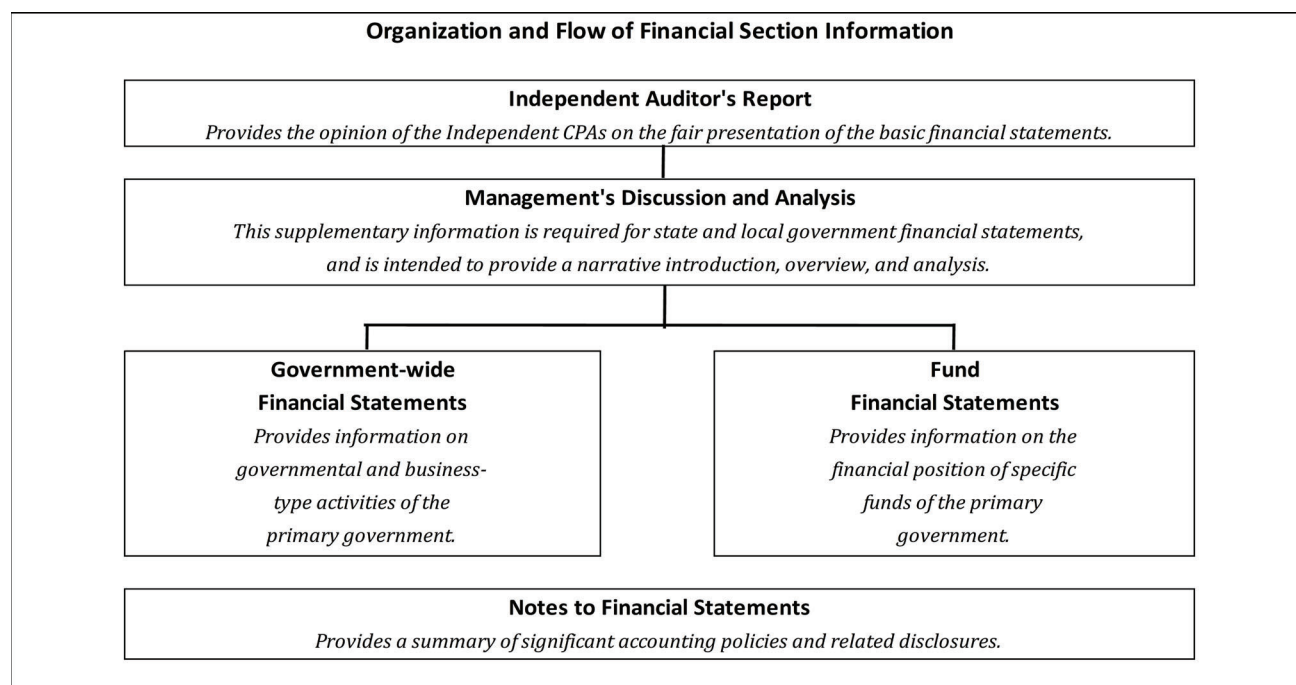 Organization and Flow of Financial Section Information
Independent Auditor's Report
Provides the opinion of the Independent CPAs on the fair presentation of the basic financial statements.
Management's Discussion and Analysis
This supplementary information is required for state and local government financial statements,
and is intended to provide a narrative introduction, overview, and analysis.
Government-wide
Financial Statements
Provides information on
governmental and business-
type activities of the
primary government.
Fund
Financial Statements
Provides information on the
financial position of specific
funds of the primary
government.
Notes to Financial Statements
Provides a summary of significant accounting policies and related disclosures.